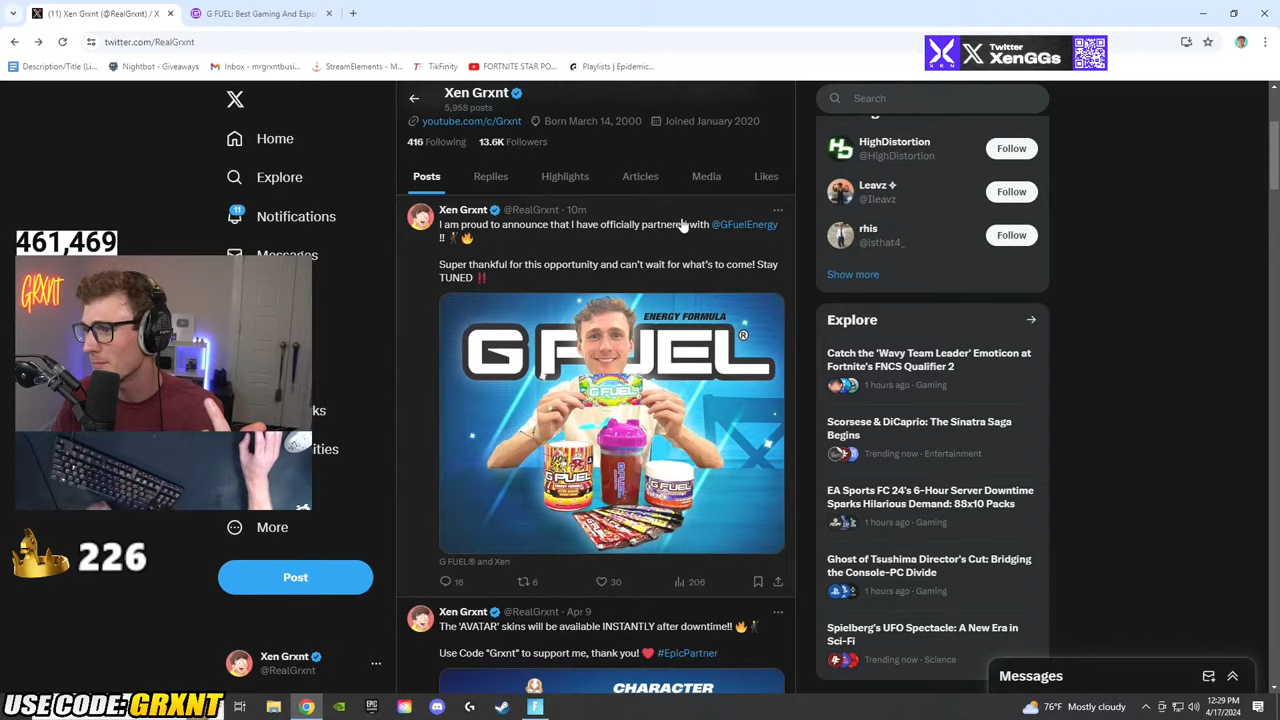 (11) Xen Grxnt (@RealGrxnt) / X
G FUEL: Best Gaming And Espo
twitter.com/RealGrxnt
Twitter
XenGGs
XEN
Description/Title (Li...
Nightbot - Giveaways
Inbox - mrgrxntbusi...
Elements - M...
TikFinity
FORTNITE STAR PO...
Playlists | Epidemic...
Xen Grxnt
5,958 posts
youtube.com/c/Grxnt
Born March 14, 2000
Joined January 2020
416 Following
13.6K Followers
Posts
Replies
Highlights
Articles
Media
Likes
Home
Explore
11
Notifications
Messages
461,469
GRXNT
ks
ities
More
Post
226
Xen Grxnt
@RealGrxnt
Xen Grxnt @RealGrxnt · 10m
I am proud to announce that I have officially partnered with @GFuelEnergy
!!
Super thankful for this opportunity and can't wait for what's to come! Stay
TUNED ‼️
ENERGY FORMULA
G FUEL®
G FUEL
G FUEL
G FUEL
G FUEL
G FUEL® and Xen
16
6
30
206
Xen Grxnt @RealGrxnt · Apr 9
The 'AVATAR' skins will be available INSTANTLY after downtime!!
Use Code "Grxnt" to support me, thank you! ❤️ #EpicPartner
CHARACTER
Search
HighDistortion
@HighDistortion
Follow
Leavz
@Ileavz
Follow
rhis
@isthat4_
Follow
Show more
Explore
Catch the 'Wavy Team Leader' Emoticon at
Fortnite's FNCS Qualifier 2
1 hours ago · Gaming
Scorsese & DiCaprio: The Sinatra Saga
Begins
Trending now · Entertainment
EA Sports FC 24's 6-Hour Server Downtime
Sparks Hilarious Demand: 88x10 Packs
1 hours ago · Gaming
Ghost of Tsushima Director's Cut: Bridging
the Console-PC Divide
1 hours ago · Gaming
Spielberg's UFO Spectacle: A New Era in
Sci-Fi
Trending now · Science
Messages
USE CODE: GRXNT
76°F Mostly cloudy
12:29 PM
4/17/2024